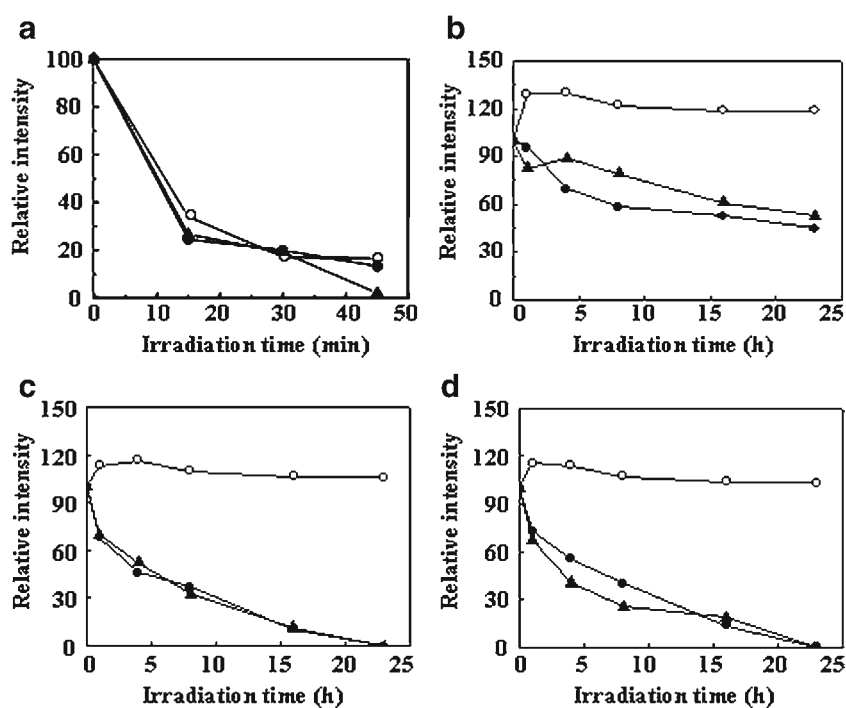 a
100
80
60
40
20
0
Relative intensity
0 10 20 30 40 50
Irradiation time (min)
b
150
120
90
60
30
0
Relative intensity
0 5 10 15 20 25
Irradiation time (h)
c
150
120
90
60
30
0
Relative intensity
0 5 10 15 20 25
Irradiation time (h)
d
150
120
90
60
30
0
Relative intensity
0 5 10 15 20 25
Irradiation time (h)